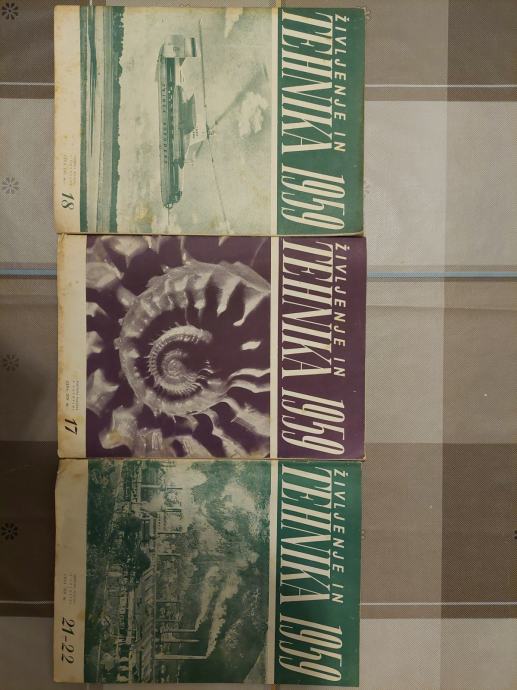 ŽIVLJENJE IN
TEHNIKA 1959
18
ŽIVLJENJE IN
TEHNIKA 1959
17
ŽIVLJENJE IN
TEHNIKA 1959
21-22